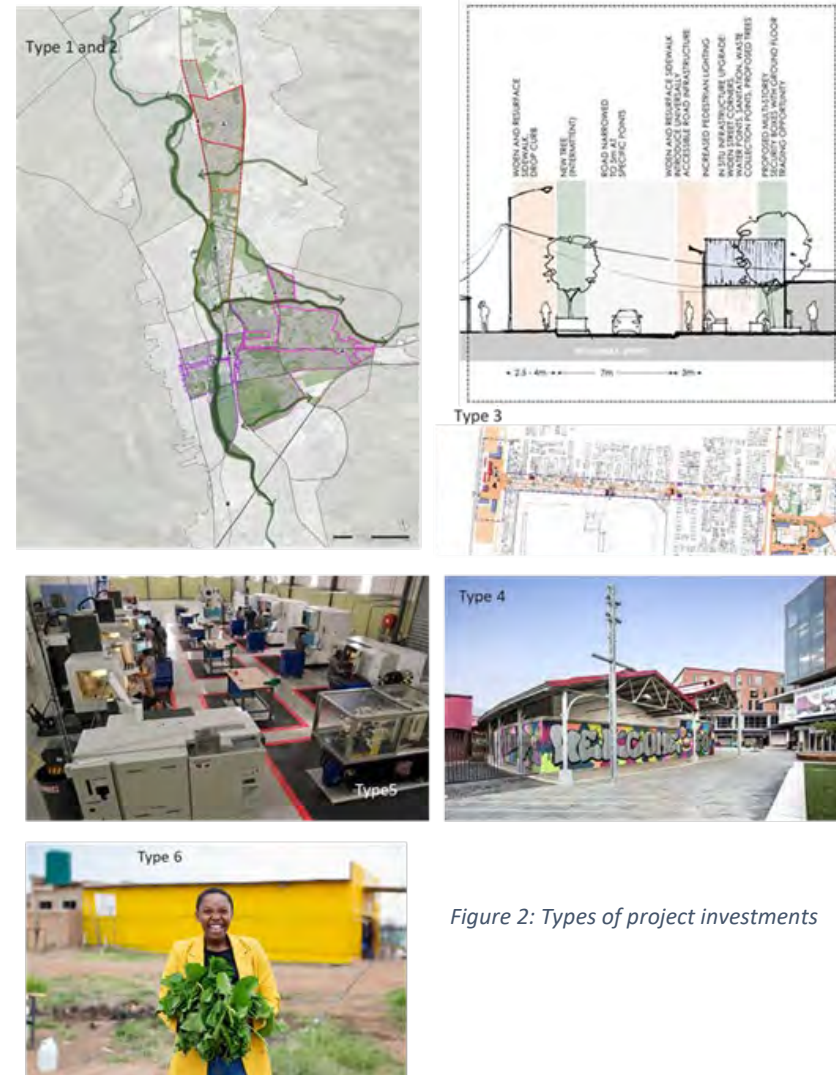 Type 1 and 2
WIDEN AND RESURFACE
SIDEWALK,
DROP CURB
NEW TREE
(INTERMITTENT)
ROAD NARROWED
TO 5M AT
SPECIFIC POINTS
WIDEN AND RESURFACE SIDEWALK
INTRODUCE UNIVERSALLY
ACCESSIBLE ROAD INFRASTRUCTURE
INCREASED PEDESTRIAN LIGHTING
IN SITU INFRASTRUCTURE UPGRADE:
WIDEN STREET CORNERS,
WATER POINTS, SANITATION, WASTE
COLLECTION POINTS, PROPOSED TREES
PROPOSED MULTI-STOREY
SECURITY BOXES WITH GROUND FLOOR
TRADING OPPORTUNITY
2.5 - 4m
7m
3m
Type 3
Type5
Type 4
Type 6
Figure 2: Types of project investments